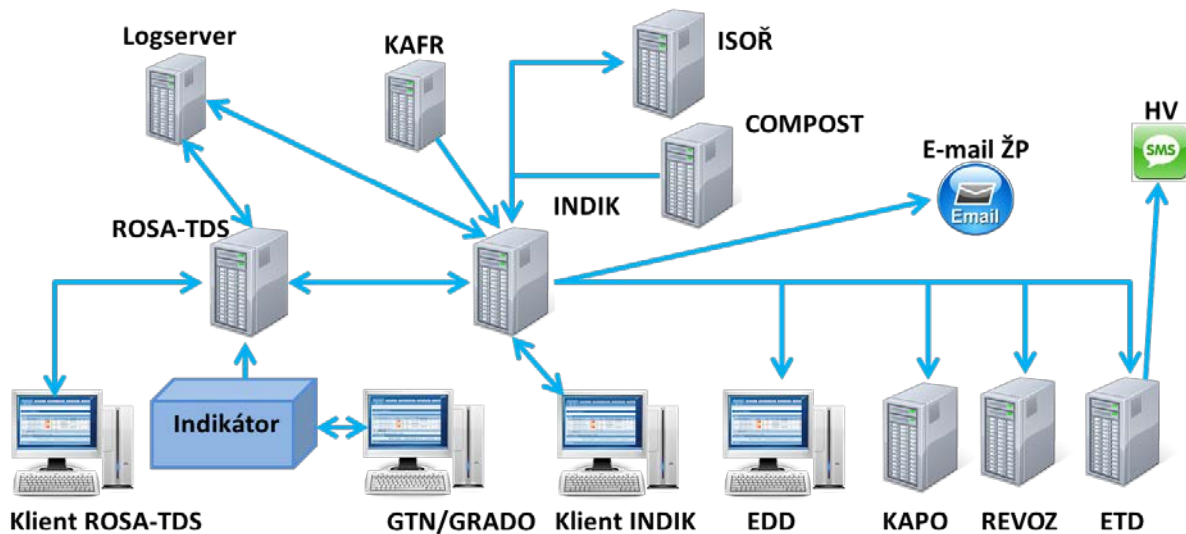 Logserver
KAFR
ISOŘ
COMPOST
HV
SMS
E-mail ŽP
Email
INDIK
ROSA-TDS
Indikátor
Klient ROSA-TDS
GTN/GRADO
Klient INDIK
EDD
KAPO
REVOZ
ETD